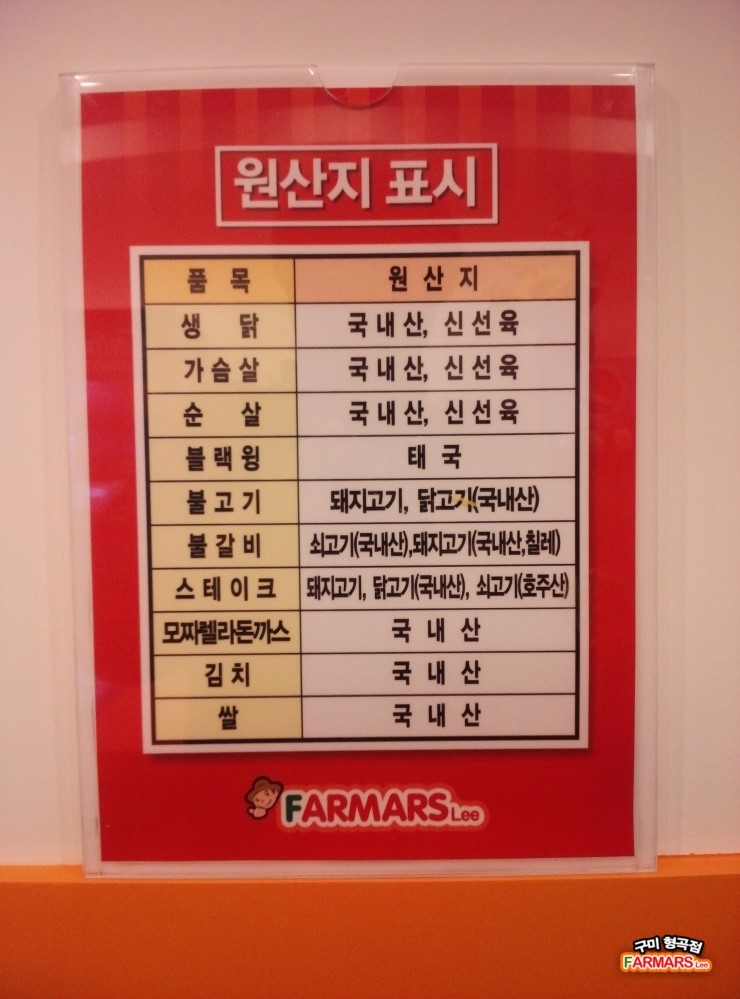 원산지 표시
품 목 원 산 지
생 닭 국 내 산, 신 선 육
가 슴 살 국 내 산, 신 선 육
순 살 국 내 산, 신 선 육
블 랙 윙 태 국
불 고 기 돼지고기, 닭고기(국내산)
불 갈 비 쇠고기(국내산),돼지고기(국내산,칠레)
스 테 이 크 돼지고기, 닭고기(국내산), 쇠고기(호주산)
모짜렐라돈까스 국 내 산
김 치 국 내 산
쌀 국 내 산
FARMARS Lee
구미 형곡점
FARMARS Lee